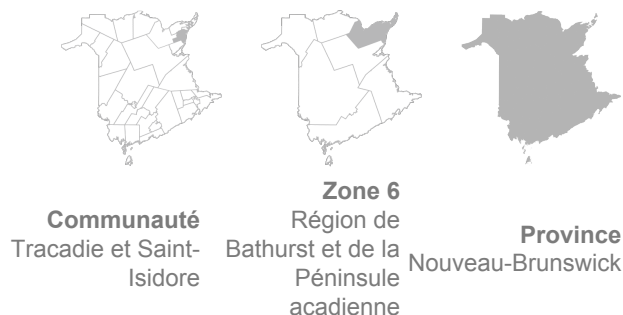 Communauté
Tracadie et Saint-
Isidore
Zone 6
Région de
Bathurst et de la
Péninsule
acadienne
Province
Nouveau-Brunswick